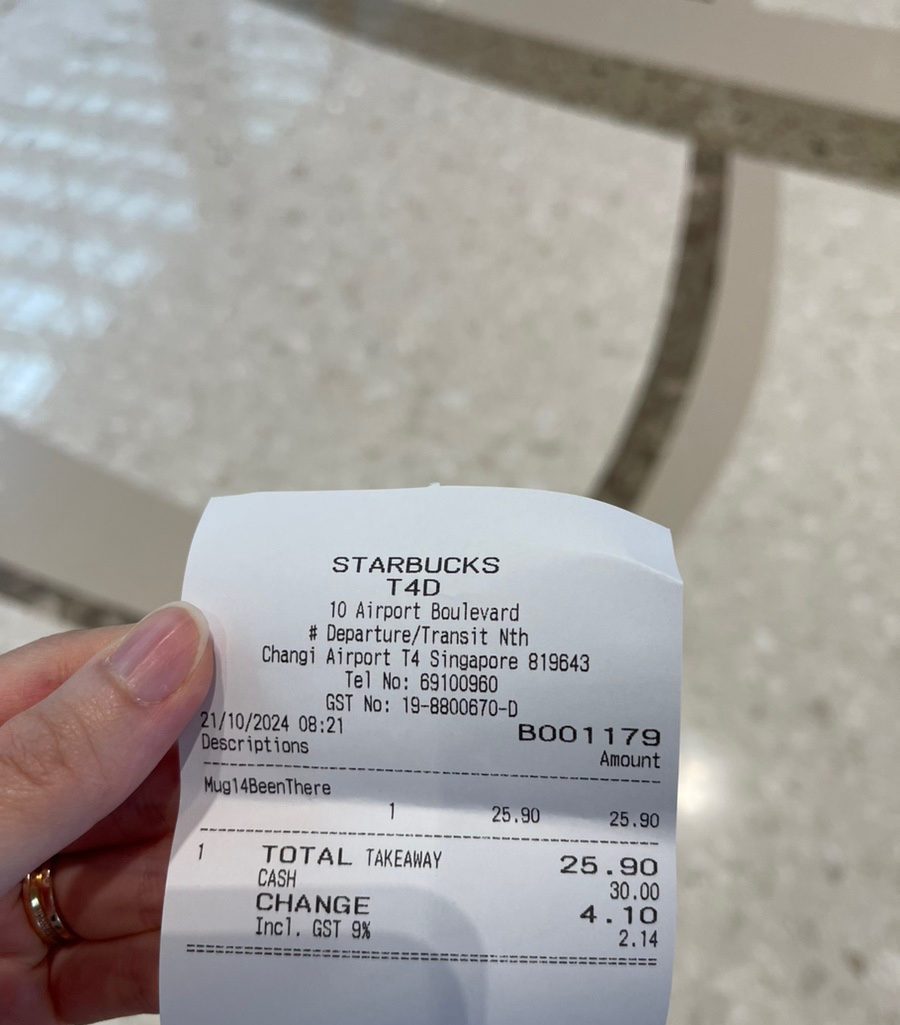 STARBUCKS
T4D
10 Airport Boulevard
# Departure/Transit Nth
Changi Airport T4 Singapore 819643
Tel No: 69100960
GST No: 19-8800670-D
21/10/2024 08:21 B001179
Descriptions Amount
Mug14BeenThere
1 25.90 25.90
1 TOTAL TAKEAWAY 25.90
CASH 30.00
CHANGE 4.10
Incl. GST 9% 2.14